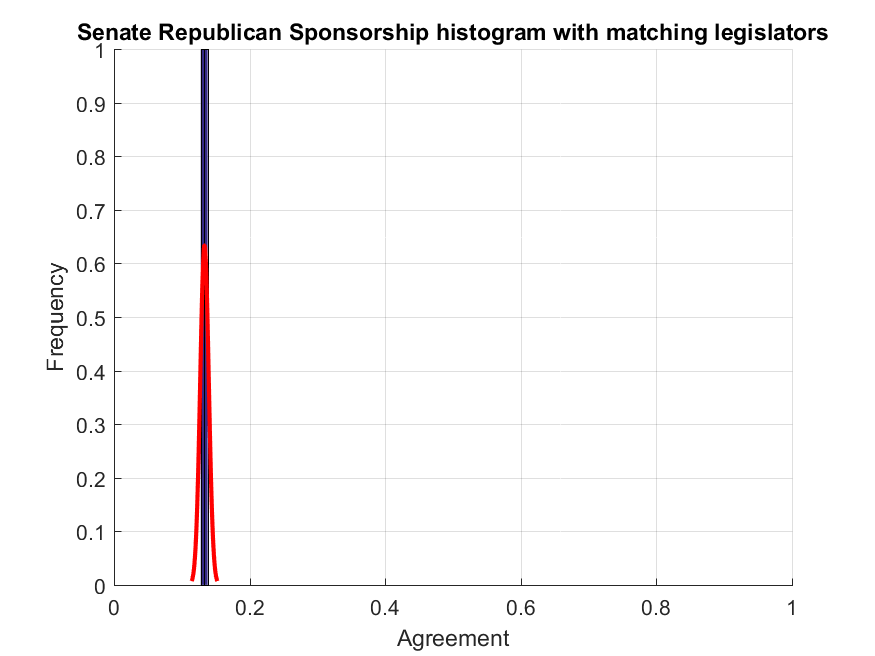 Senate Republican Sponsorship histogram with matching legislators
1
0.9
0.8
0.7
0.6
0.5
0.4
0.3
0.2
0.1
0
Frequency
0 0.2 0.4 0.6 0.8 1
Agreement